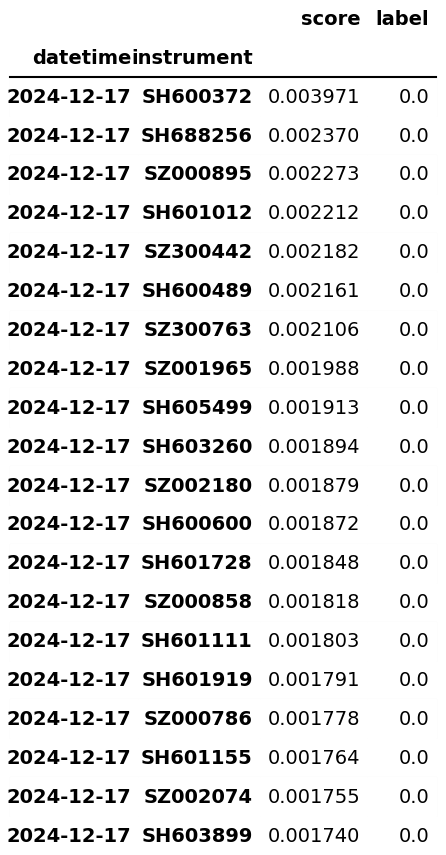 score label
datetime instrument
2024-12-17 SH600372 0.003971 0.0
2024-12-17 SH688256 0.002370 0.0
2024-12-17 SZ000895 0.002273 0.0
2024-12-17 SH601012 0.002212 0.0
2024-12-17 SZ300442 0.002182 0.0
2024-12-17 SH600489 0.002161 0.0
2024-12-17 SZ300763 0.002106 0.0
2024-12-17 SZ001965 0.001988 0.0
2024-12-17 SH605499 0.001913 0.0
2024-12-17 SH603260 0.001894 0.0
2024-12-17 SZ002180 0.001879 0.0
2024-12-17 SH600600 0.001872 0.0
2024-12-17 SH601728 0.001848 0.0
2024-12-17 SZ000858 0.001818 0.0
2024-12-17 SH601111 0.001803 0.0
2024-12-17 SH601919 0.001791 0.0
2024-12-17 SZ000786 0.001778 0.0
2024-12-17 SH601155 0.001764 0.0
2024-12-17 SZ002074 0.001755 0.0
2024-12-17 SH603899 0.001740 0.0